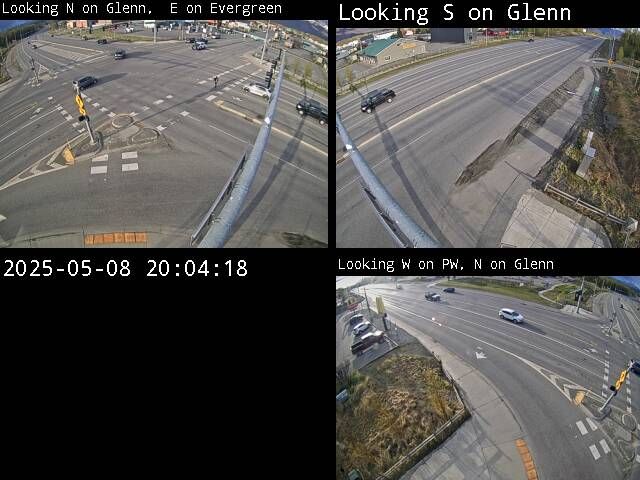 Looking N on Glenn, E on Evergreen
Looking S on Glenn
2025-05-08 20:04:18
Looking W on PW, N on Glenn